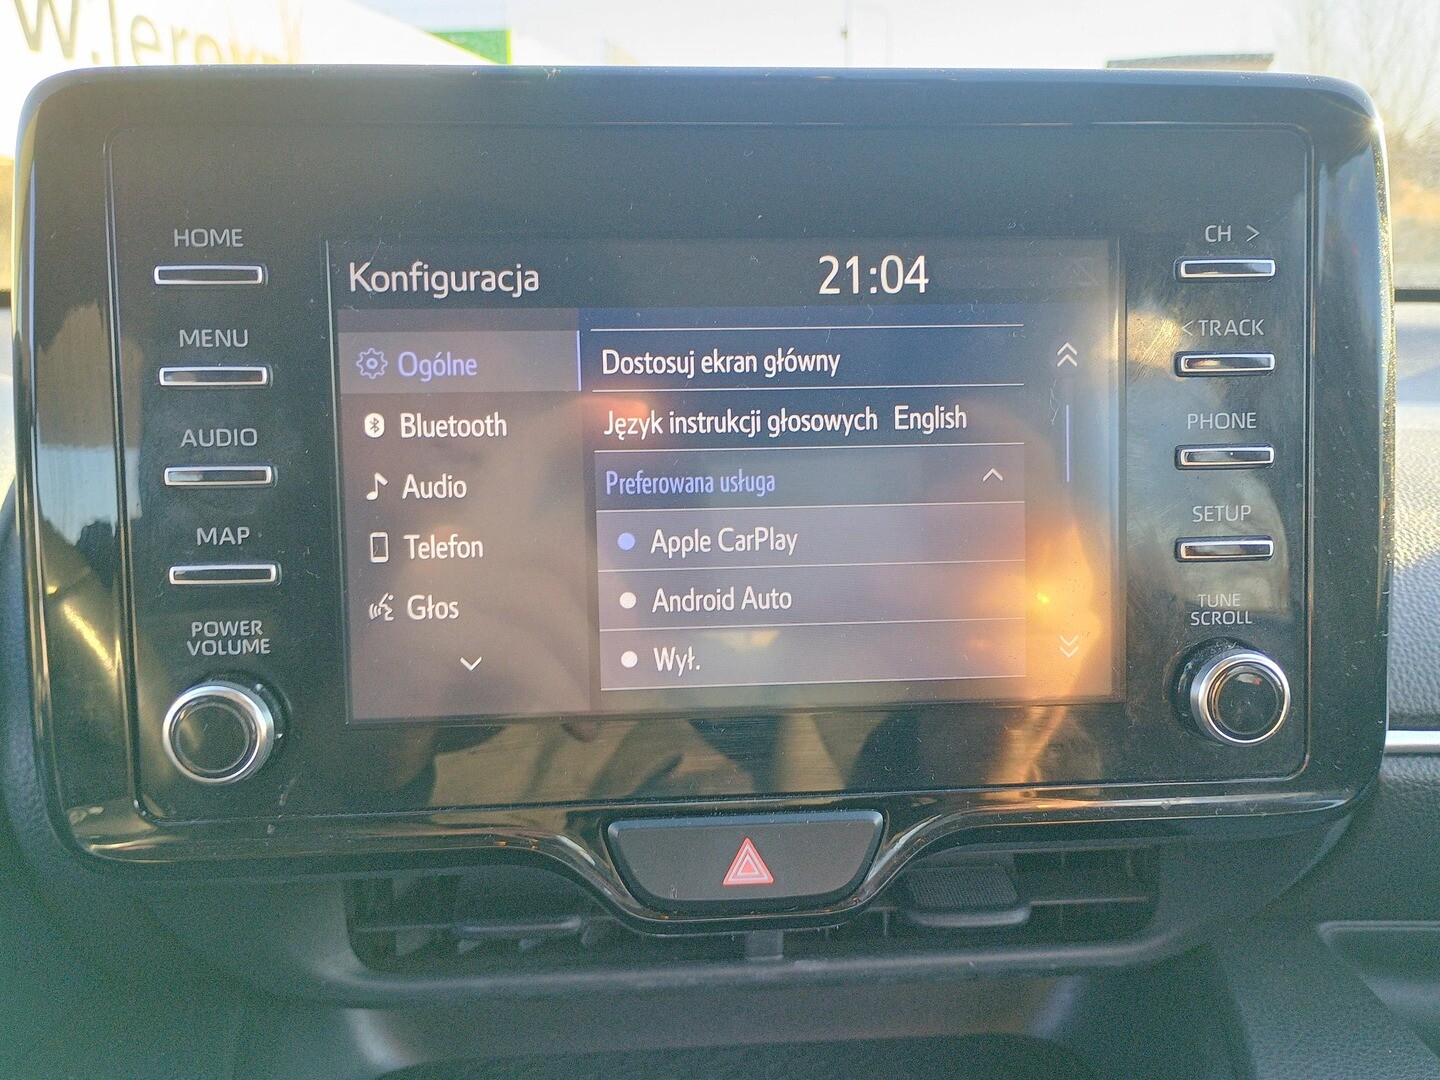 HOME
MENU
AUDIO
MAP
POWER
VOLUME
Konfiguracja 21:04
Ogólne
Bluetooth
Audio
Telefon
Głos
Dostosuj ekran główny
Język instrukcji głosowych English
Preferowana usługa
Apple CarPlay
Android Auto
Wył.
CH >
< TRACK
PHONE
SETUP
TUNE
SCROLL